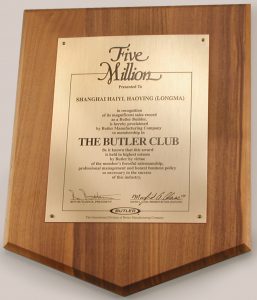 Five
Million
Presented To
SHANGHAI HAIYI, HAOYING (LONGMA)
in recognition
of its magnificent sales record
as a Butler Builder,
is hereby proclaimed
by Butler Manufacturing Company
to membership in
THE BUTLER CLUB
Be it known that this award
is held in highest esteem
by Butler by virtue
of the member's forceful salesmanship,
professional management and honest business policy
so necessary to the success
of this industry.
BUTLER